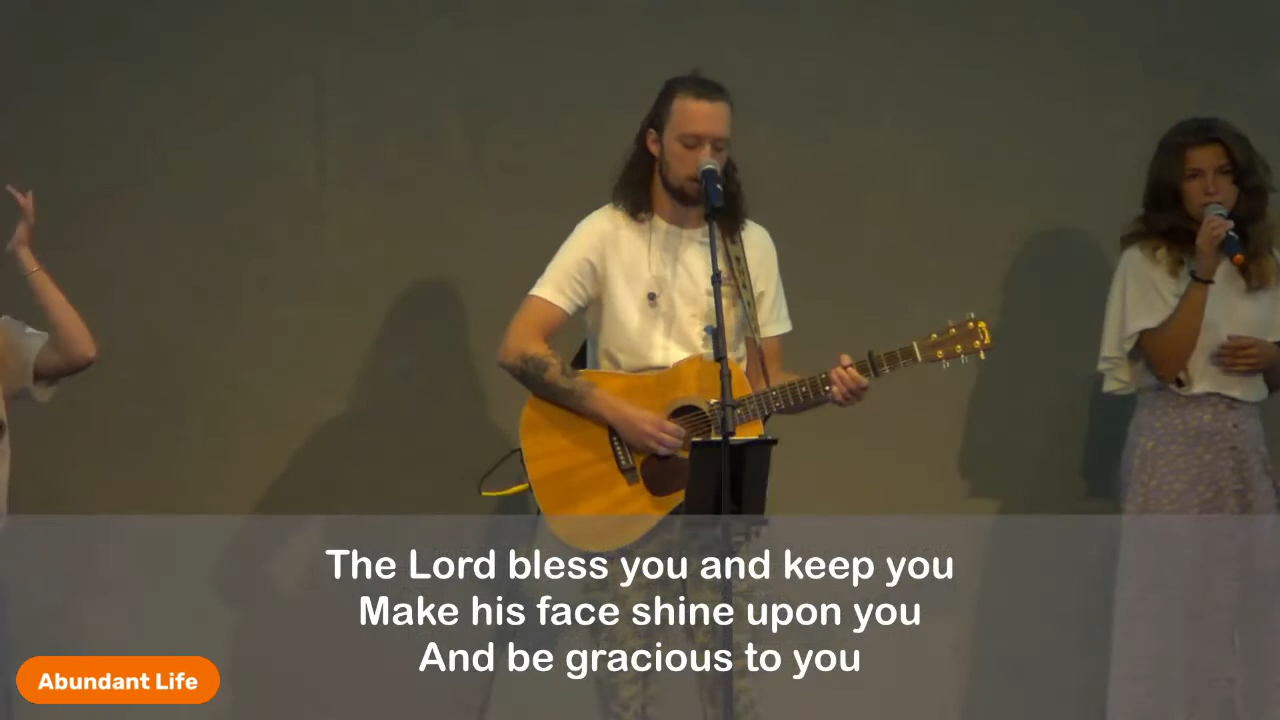 The Lord bless you and keep you
Make his face shine upon you
And be gracious to you
Abundant Life